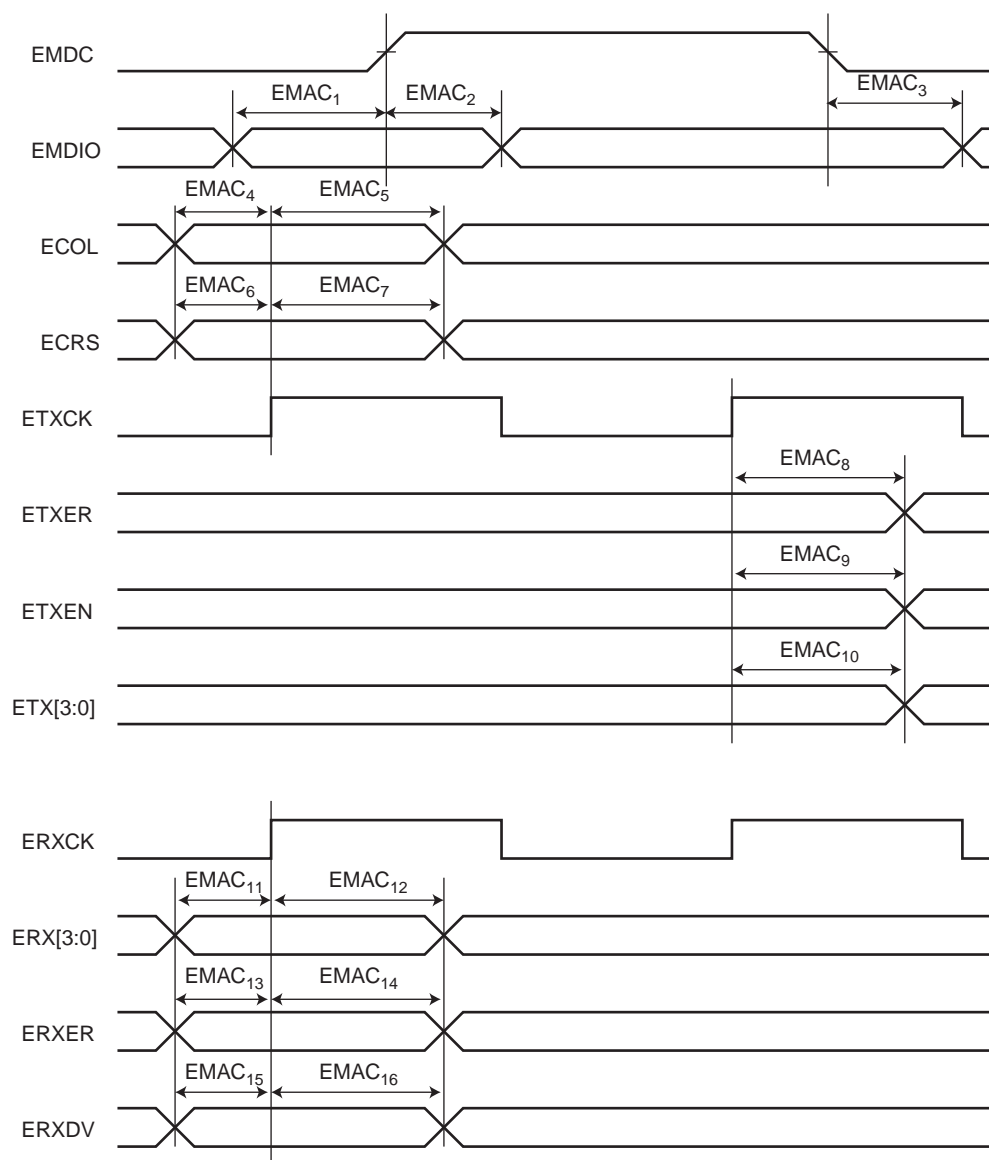 EMDC
EMAC1 EMAC2 EMAC3
EMDIO
EMAC4 EMAC5
ECOL
EMAC6 EMAC7
ECRS
ETXCK
EMAC8
ETXER
EMAC9
ETXEN
EMAC10
ETX[3:0]
ERXCK
EMAC11 EMAC12
ERX[3:0]
EMAC13 EMAC14
ERXER
EMAC15 EMAC16
ERXDV